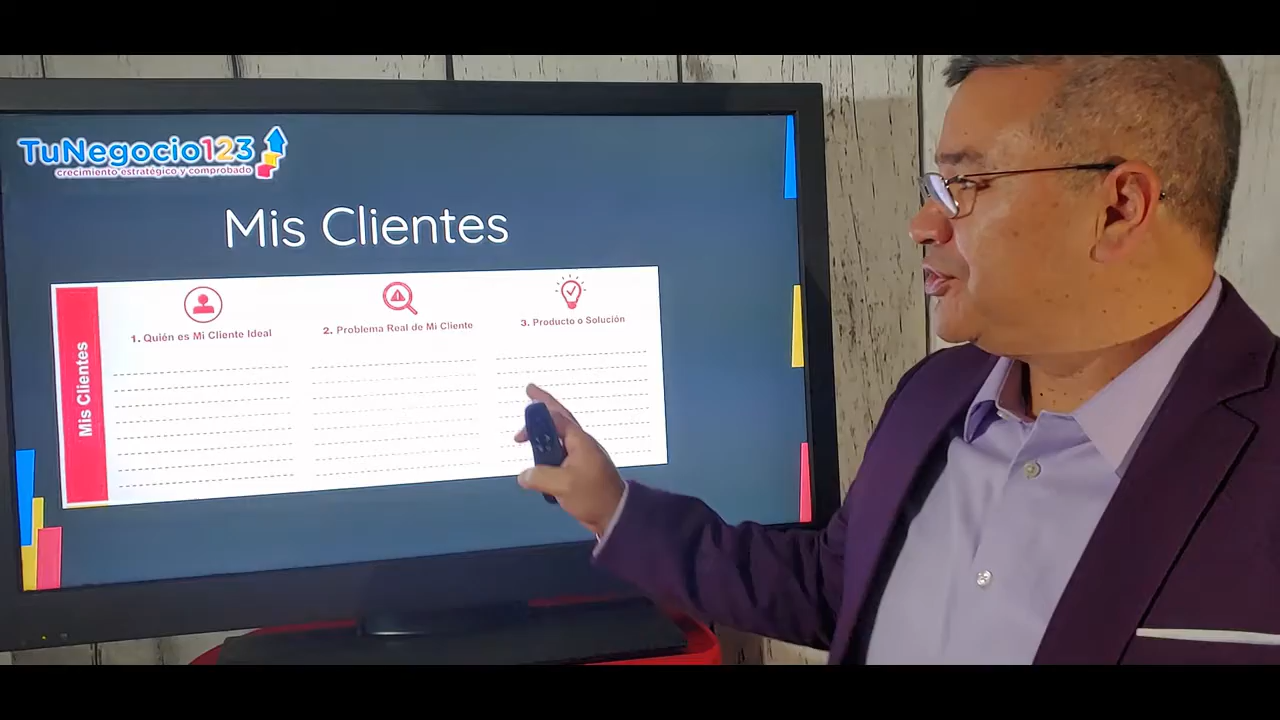 TuNegocio123
crecimiento estratégico y comprobado
Mis Clientes
Mis Clientes
1. Quién es Mi Cliente Ideal
2. Problema Real de Mi Cliente
3. Producto o Solución